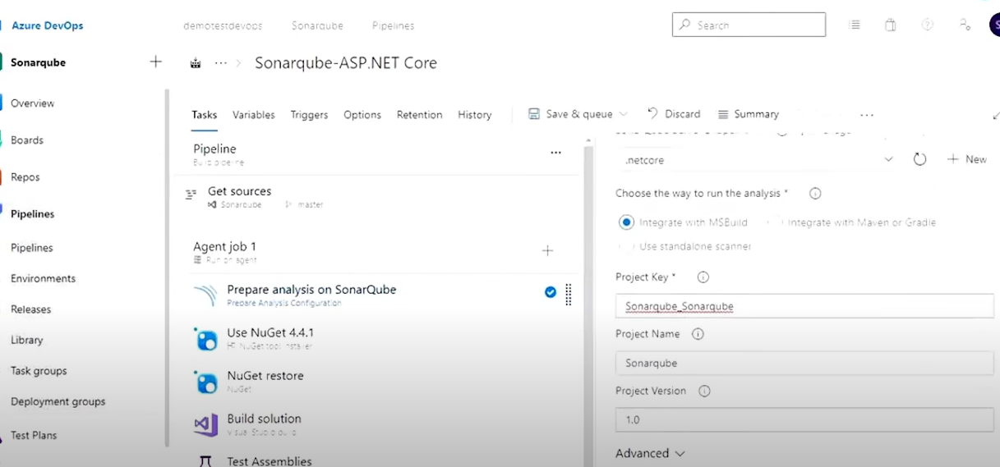 Azure DevOps
demotestdevops Sonarqube Pipelines
Search
Sonarqube
Sonarqube-ASP.NET Core
Overview
Boards
Repos
Pipelines
Pipelines
Environments
Releases
Library
Task groups
Deployment groups
Test Plans
Tasks Variables Triggers Options Retention History
Save & queue Discard Summary
Pipeline
Build pipeline
Get sources
Sonarqube master
Agent job 1
Run on agent
Prepare analysis on SonarQube
Prepare Analysis Configuration
Use NuGet 4.4.1
NuGet tool installer
NuGet restore
NuGet
Build solution
Visual Studio build
Test Assemblies
.netcore
New
Choose the way to run the analysis *
Integrate with MSBuild Integrate with Maven or Gradle
Use standalone scanner
Project Key *
Sonarqube_Sonarqube
Project Name
Sonarqube
Project Version
1.0
Advanced